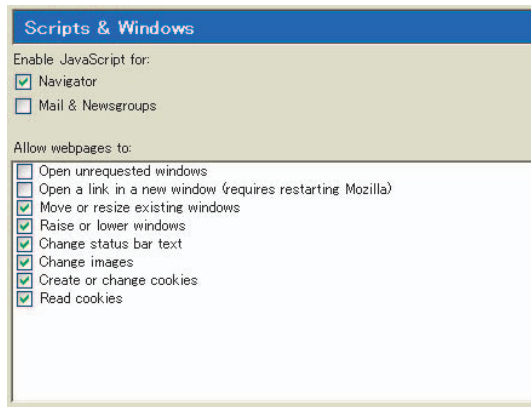 Scripts & Windows
Enable JavaScript for:
Navigator
Mail & Newsgroups
Allow webpages to:
Open unrequested windows
Open a link in a new window (requires restarting Mozilla)
Move or resize existing windows
Raise or lower windows
Change status bar text
Change images
Create or change cookies
Read cookies